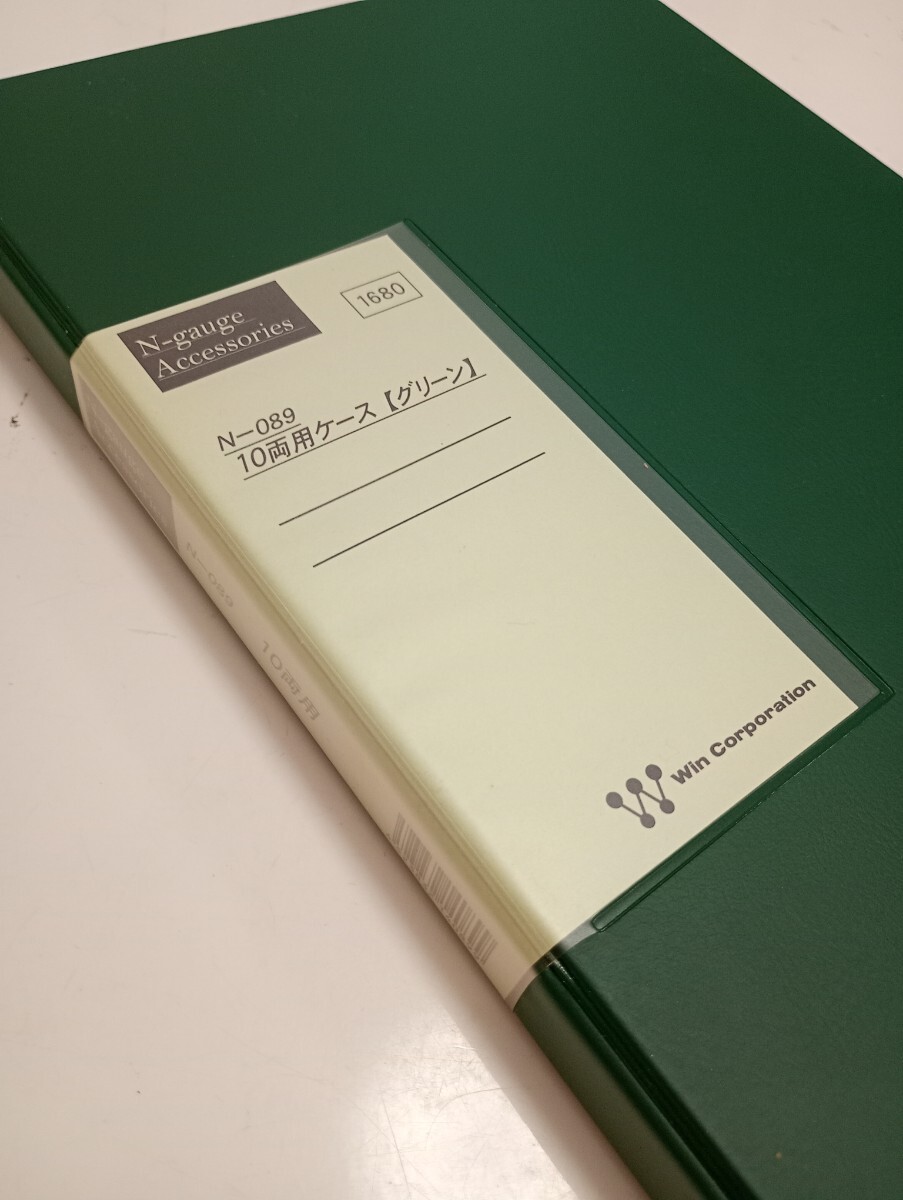 N-gauge
Accessories
1680
N-089
10両用ケース【グリーン】
Win Corporation
N-089 10両用